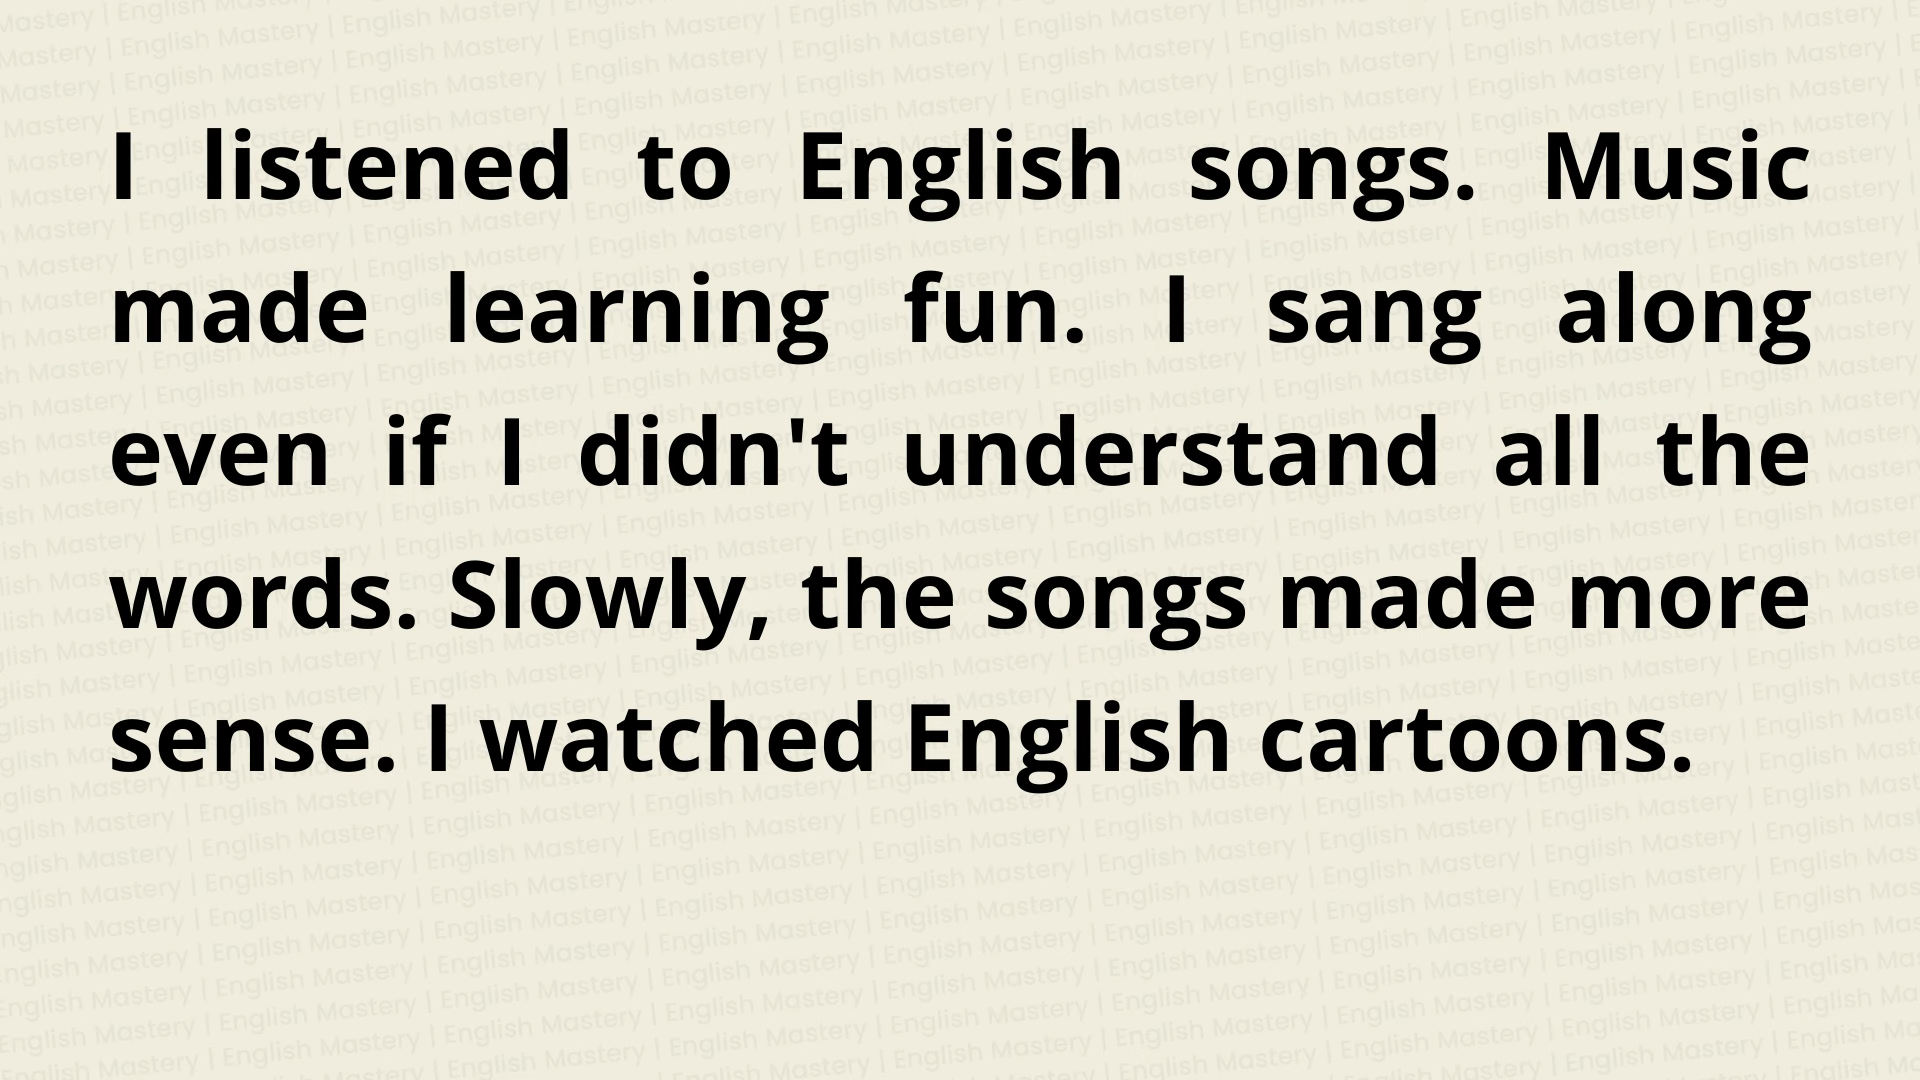 I listened to English songs. Music
made learning fun. I sang along
even if I didn't understand all the
words. Slowly, the songs made more
sense. I watched English cartoons.